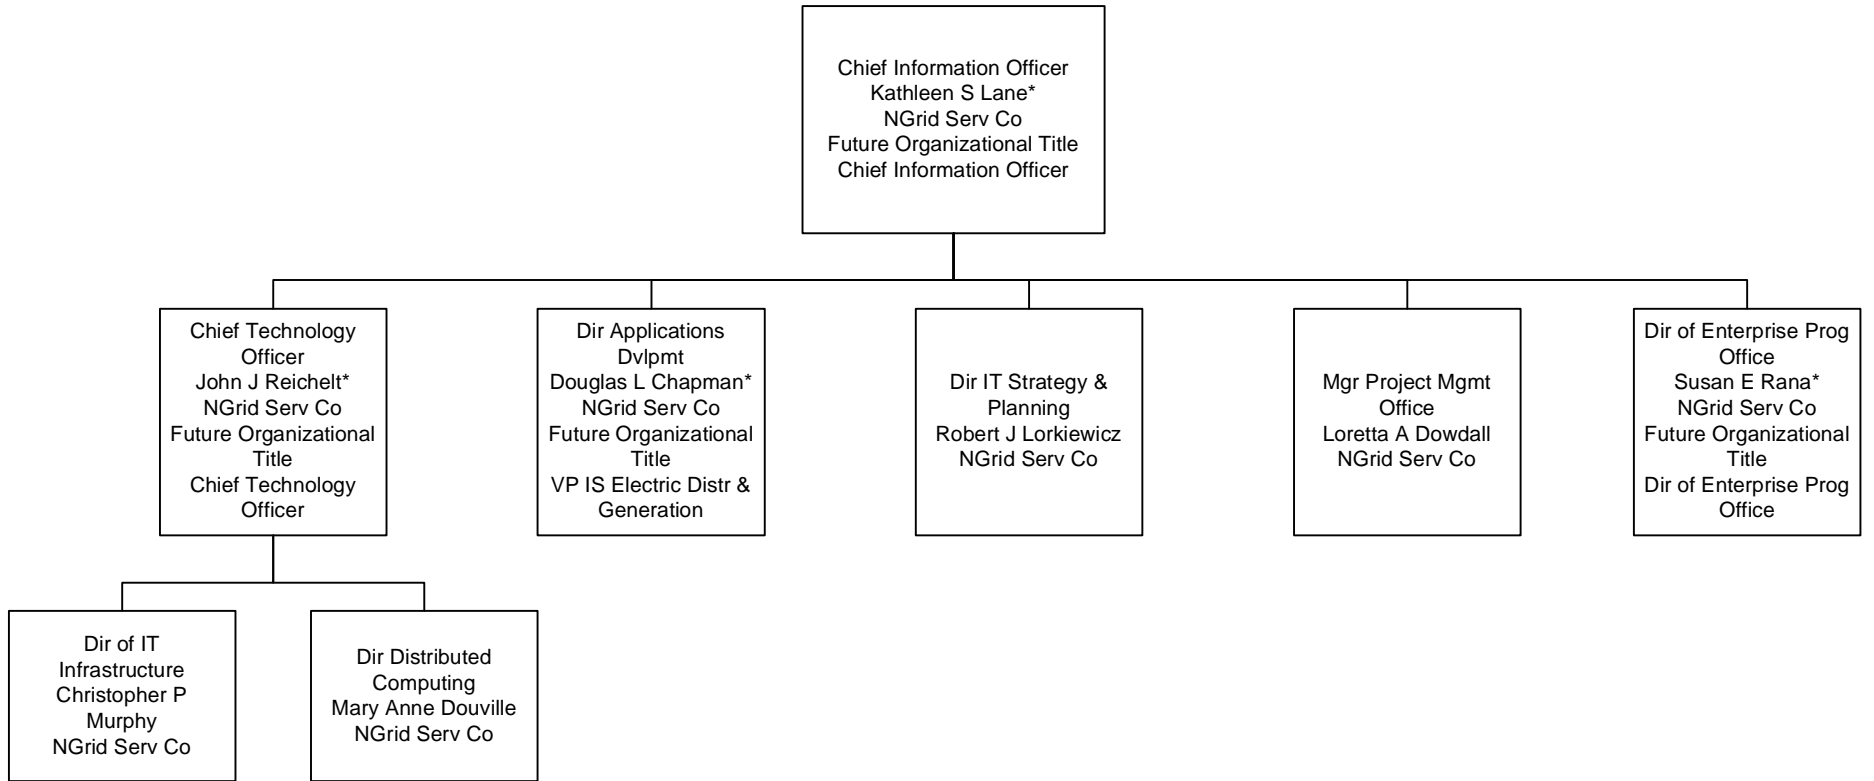 Chief Information Officer
Kathleen S Lane*
NGrid Serv Co
Future Organizational Title
Chief Information Officer
Chief Technology
Officer
John J Reichelt*
NGrid Serv Co
Future Organizational
Title
Chief Technology
Officer
Dir Applications
Dvlpmt
Douglas L Chapman*
NGrid Serv Co
Future Organizational
Title
VP IS Electric Distr &
Generation
Dir IT Strategy &
Planning
Robert J Lorkiewicz
NGrid Serv Co
Mgr Project Mgmt
Office
Loretta A Dowdall
NGrid Serv Co
Dir of Enterprise Prog
Office
Susan E Rana*
NGrid Serv Co
Future Organizational
Title
Dir of Enterprise Prog
Office
Dir of IT
Infrastructure
Christopher P
Murphy
NGrid Serv Co
Dir Distributed
Computing
Mary Anne Douville
NGrid Serv Co